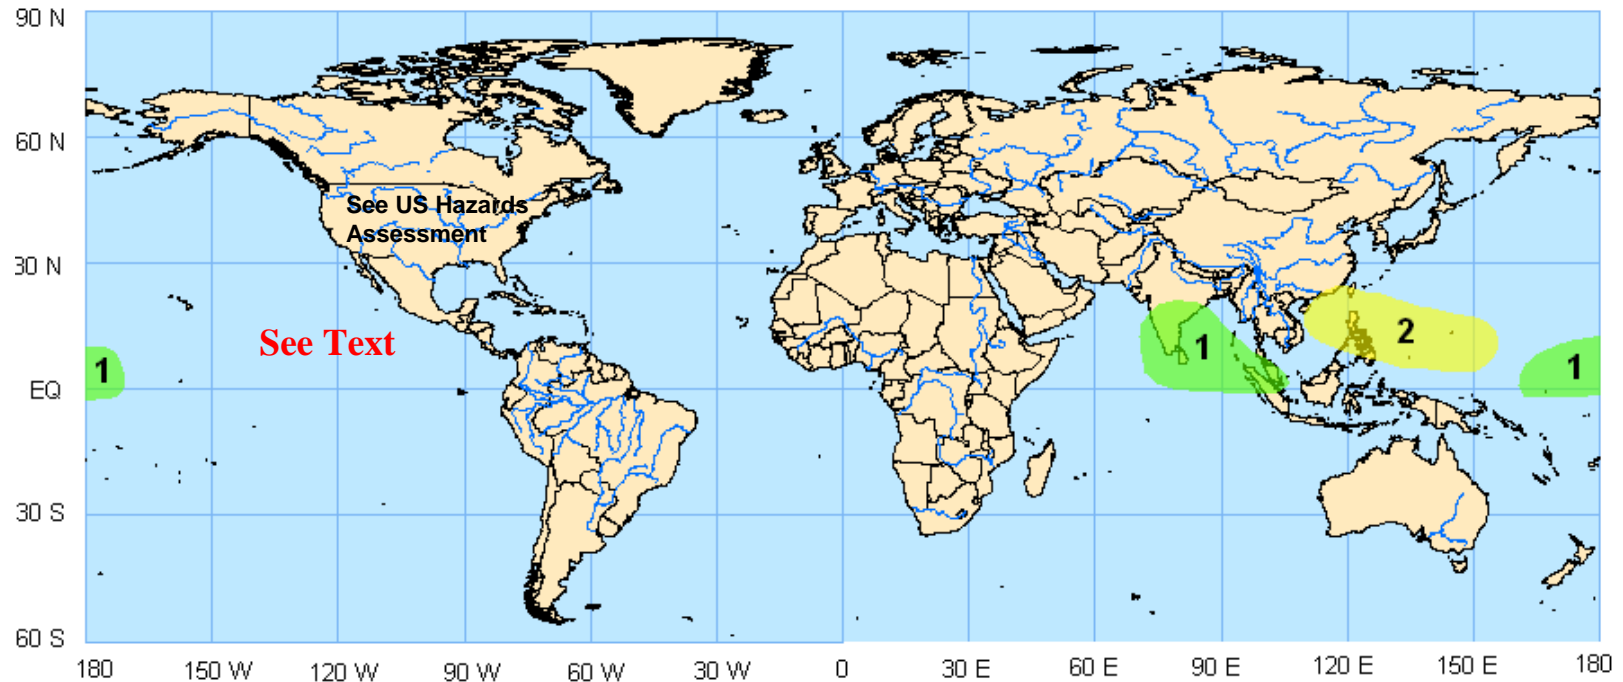 90 N
60 N
See US Hazards
Assessment
30 N
See Text
1
2
1
1
EQ
30 S
60 S
180
150 W
120 W
90 W
60 W
30 W
0
30 E
60 E
90 E
120 E
150 E
180